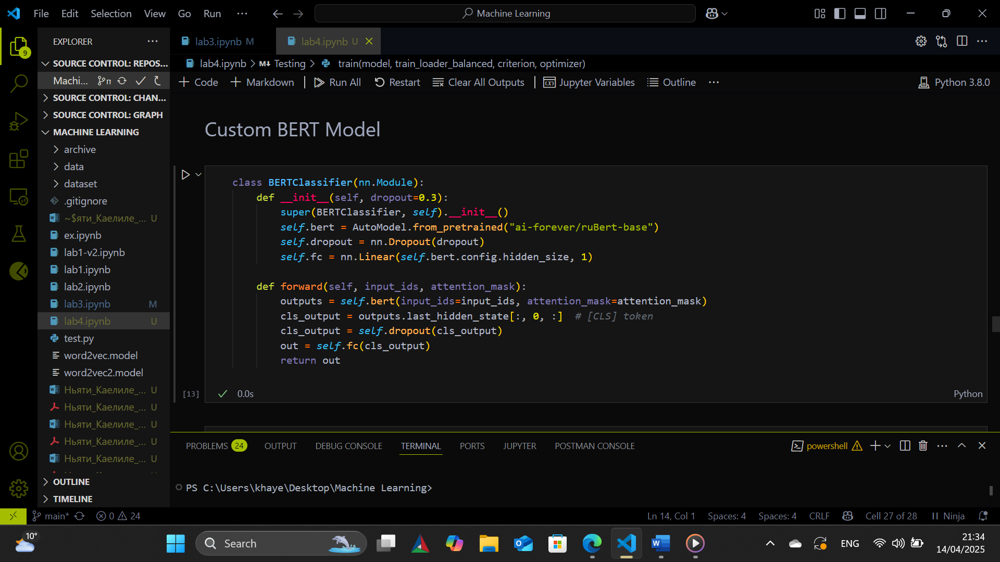 File Edit Selection View Go Run ···
Machine Learning
EXPLORER ···
SOURCE CONTROL: REPOS...
Machi...
SOURCE CONTROL: CHAN...
SOURCE CONTROL: GRAPH
MACHINE LEARNING
archive
data
dataset
.gitignore
~$яти_Каелиле_... U
ex.ipynb
lab1-v2.ipynb
lab1.ipynb
lab2.ipynb
lab3.ipynb M
lab4.ipynb U
test.py
word2vec.model
word2vec2.model
Ньяти_Каелиле_... U
Ньяти_Каелиле_... U
Ньяти_Каелиле_... U
Ньяти_Каелиле_... U
Ньяти_Каелиле_... U
OUTLINE
TIMELINE
9
lab3.ipynb M
lab4.ipynb U
lab4.ipynb > M Testing > train(model, train_loader_balanced, criterion, optimizer)
+ Code + Markdown | Run All Restart Clear All Outputs | Jupyter Variables Outline ··· Python 3.8.0
Custom BERT Model
class BERTClassifier(nn.Module):
def __init__(self, dropout=0.3):
super(BERTClassifier, self).__init__()
self.bert = AutoModel.from_pretrained("ai-forever/ruBert-base")
self.dropout = nn.Dropout(dropout)
self.fc = nn.Linear(self.bert.config.hidden_size, 1)
def forward(self, input_ids, attention_mask):
outputs = self.bert(input_ids=input_ids, attention_mask=attention_mask)
cls_output = outputs.last_hidden_state[:, 0, :]  # [CLS] token
cls_output = self.dropout(cls_output)
out = self.fc(cls_output)
return out
[13] 0.0s Python
PROBLEMS 24 OUTPUT DEBUG CONSOLE TERMINAL PORTS JUPYTER POSTMAN CONSOLE powershell
PS C:\Users\khaye\Desktop\Machine Learning>
main* 0 24 Ln 14, Col 1 Spaces: 4 Spaces: 4 CRLF Cell 27 of 28 Ninja
10° Search ENG 21:34
14/04/2025